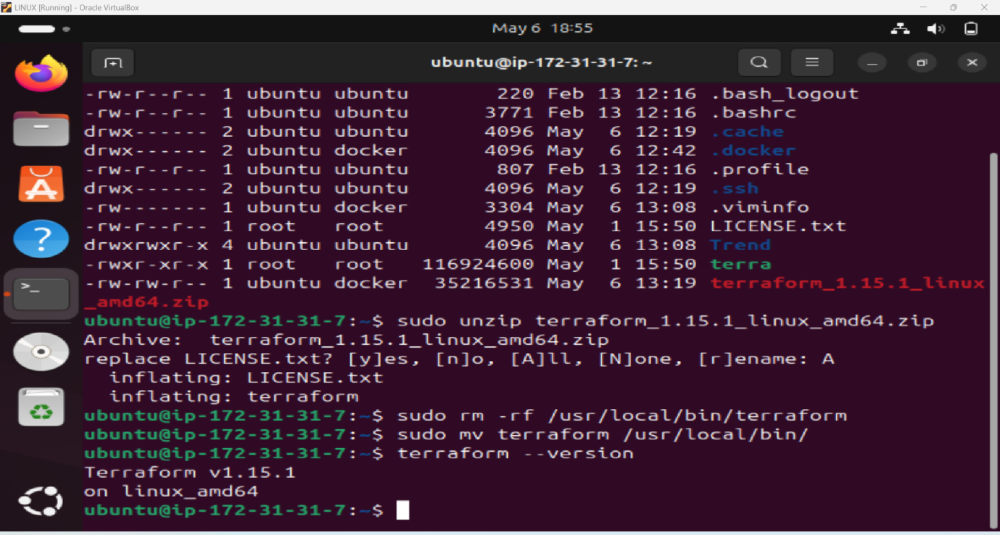 LINUX [Running] - Oracle VirtualBox
May 6 18:55
ubuntu@ip-172-31-31-7: ~
-rw-r--r-- 1 ubuntu ubuntu       220 Feb 13 12:16 .bash_logout
-rw-r--r-- 1 ubuntu ubuntu      3771 Feb 13 12:16 .bashrc
drwx------ 2 ubuntu ubuntu      4096 May  6 12:19 .cache
drwx------ 2 ubuntu docker      4096 May  6 12:42 .docker
-rw-r--r-- 1 ubuntu ubuntu       807 Feb 13 12:16 .profile
drwx------ 2 ubuntu ubuntu      4096 May  6 12:19 .ssh
-rw------- 1 ubuntu docker      3304 May  6 13:08 .viminfo
-rw-r--r-- 1 root   root        4950 May  1 15:50 LICENSE.txt
drwxrwxr-x 4 ubuntu ubuntu      4096 May  6 13:08 Trend
-rwxr-xr-x 1 root   root   116924600 May  1 15:50 terra
-rw-rw-r-- 1 ubuntu docker  35216531 May  6 13:19 terraform_1.15.1_linux
_amd64.zip
ubuntu@ip-172-31-31-7:~$ sudo unzip terraform_1.15.1_linux_amd64.zip
Archive:  terraform_1.15.1_linux_amd64.zip
replace LICENSE.txt? [y]es, [n]o, [A]ll, [N]one, [r]ename: A
  inflating: LICENSE.txt
  inflating: terraform
ubuntu@ip-172-31-31-7:~$ sudo rm -rf /usr/local/bin/terraform
ubuntu@ip-172-31-31-7:~$ sudo mv terraform /usr/local/bin/
ubuntu@ip-172-31-31-7:~$ terraform --version
Terraform v1.15.1
on linux_amd64
ubuntu@ip-172-31-31-7:~$